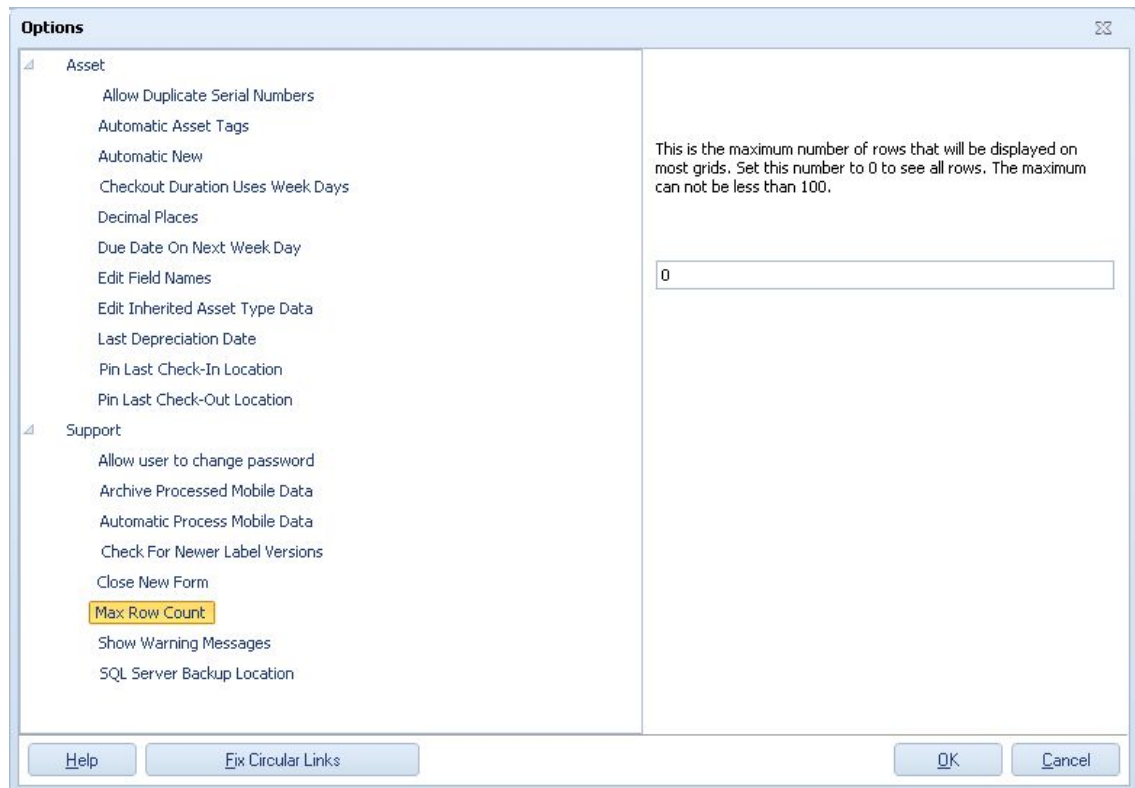 Options
Asset
Allow Duplicate Serial Numbers
Automatic Asset Tags
Automatic New
Checkout Duration Uses Week Days
Decimal Places
Due Date On Next Week Day
Edit Field Names
Edit Inherited Asset Type Data
Last Depreciation Date
Pin Last Check-In Location
Pin Last Check-Out Location
Support
Allow user to change password
Archive Processed Mobile Data
Automatic Process Mobile Data
Check For Newer Label Versions
Close New Form
Max Row Count
Show Warning Messages
SQL Server Backup Location
This is the maximum number of rows that will be displayed on
most grids. Set this number to 0 to see all rows. The maximum
can not be less than 100.
0
Help
Fix Circular Links
OK
Cancel